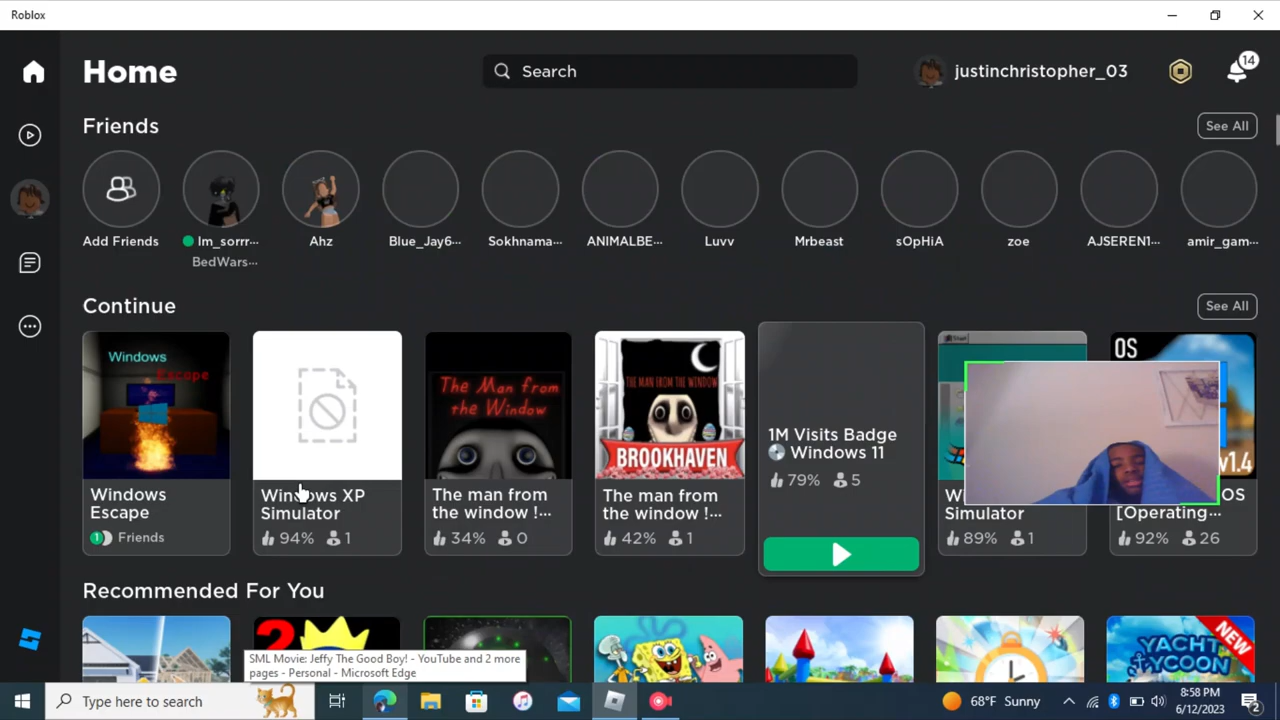 Roblox
Home
Search
justinchristopher_03
14
Friends
See All
Add Friends
Im_sorrr...
Ahz
Blue_Jay6...
Sokhnama...
ANIMALBE...
Luvv
Mrbeast
sOpHiA
zoe
AJSEREN1...
amir_gam...
BedWars...
Continue
See All
Windows
Escape
The Man from
the Window
THE MAN FROM THE WINDOW
BROOKHAVEN
Start
OS
v1.4
Windows
Escape
1 Friends
Windows XP
Simulator
94% 1
The man from
the window !...
34% 0
The man from
the window !...
42% 1
1M Visits Badge
💿 Windows 11
79% 5
Simulator
89% 1
OS
[Operating...
92% 26
Recommended For You
2
NEW
YACHT
TYCOON
SML Movie: Jeffy The Good Boy! - YouTube and 2 more
pages - Personal - Microsoft Edge
Type here to search
68°F Sunny
8:58 PM
6/12/2023
2